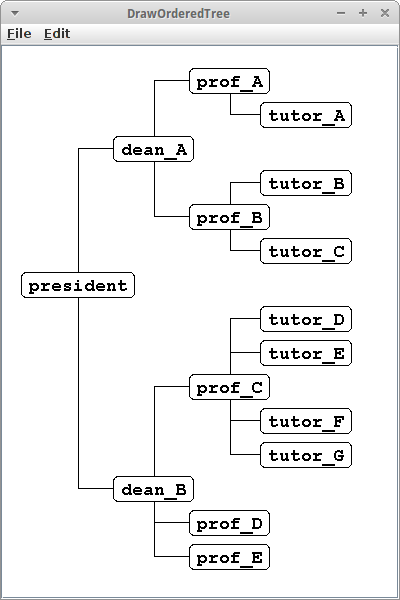 DrawOrderedTree
File Edit
prof_A
tutor_A
dean_A
tutor_B
prof_B
tutor_C
president
tutor_D
tutor_E
prof_C
tutor_F
tutor_G
dean_B
prof_D
prof_E